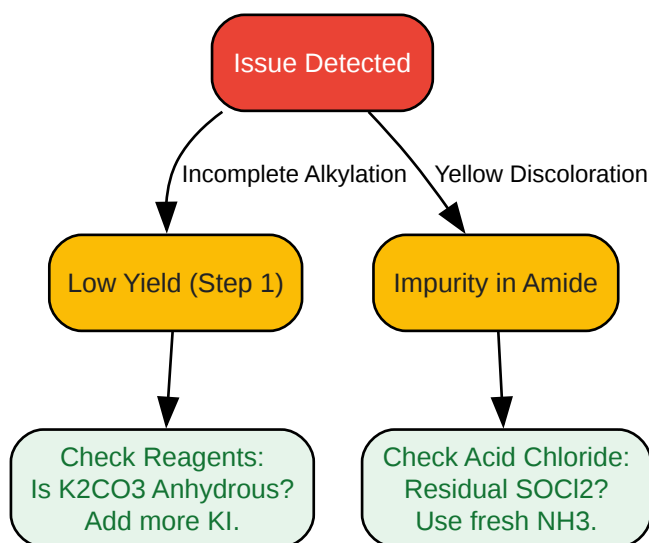 Issue Detected
Incomplete Alkylation
Yellow Discoloration
Low Yield (Step 1)
Impurity in Amide
Check Reagents:
Is K2CO3 Anhydrous?
Add more KI.
Check Acid Chloride:
Residual SOCl2?
Use fresh NH3.